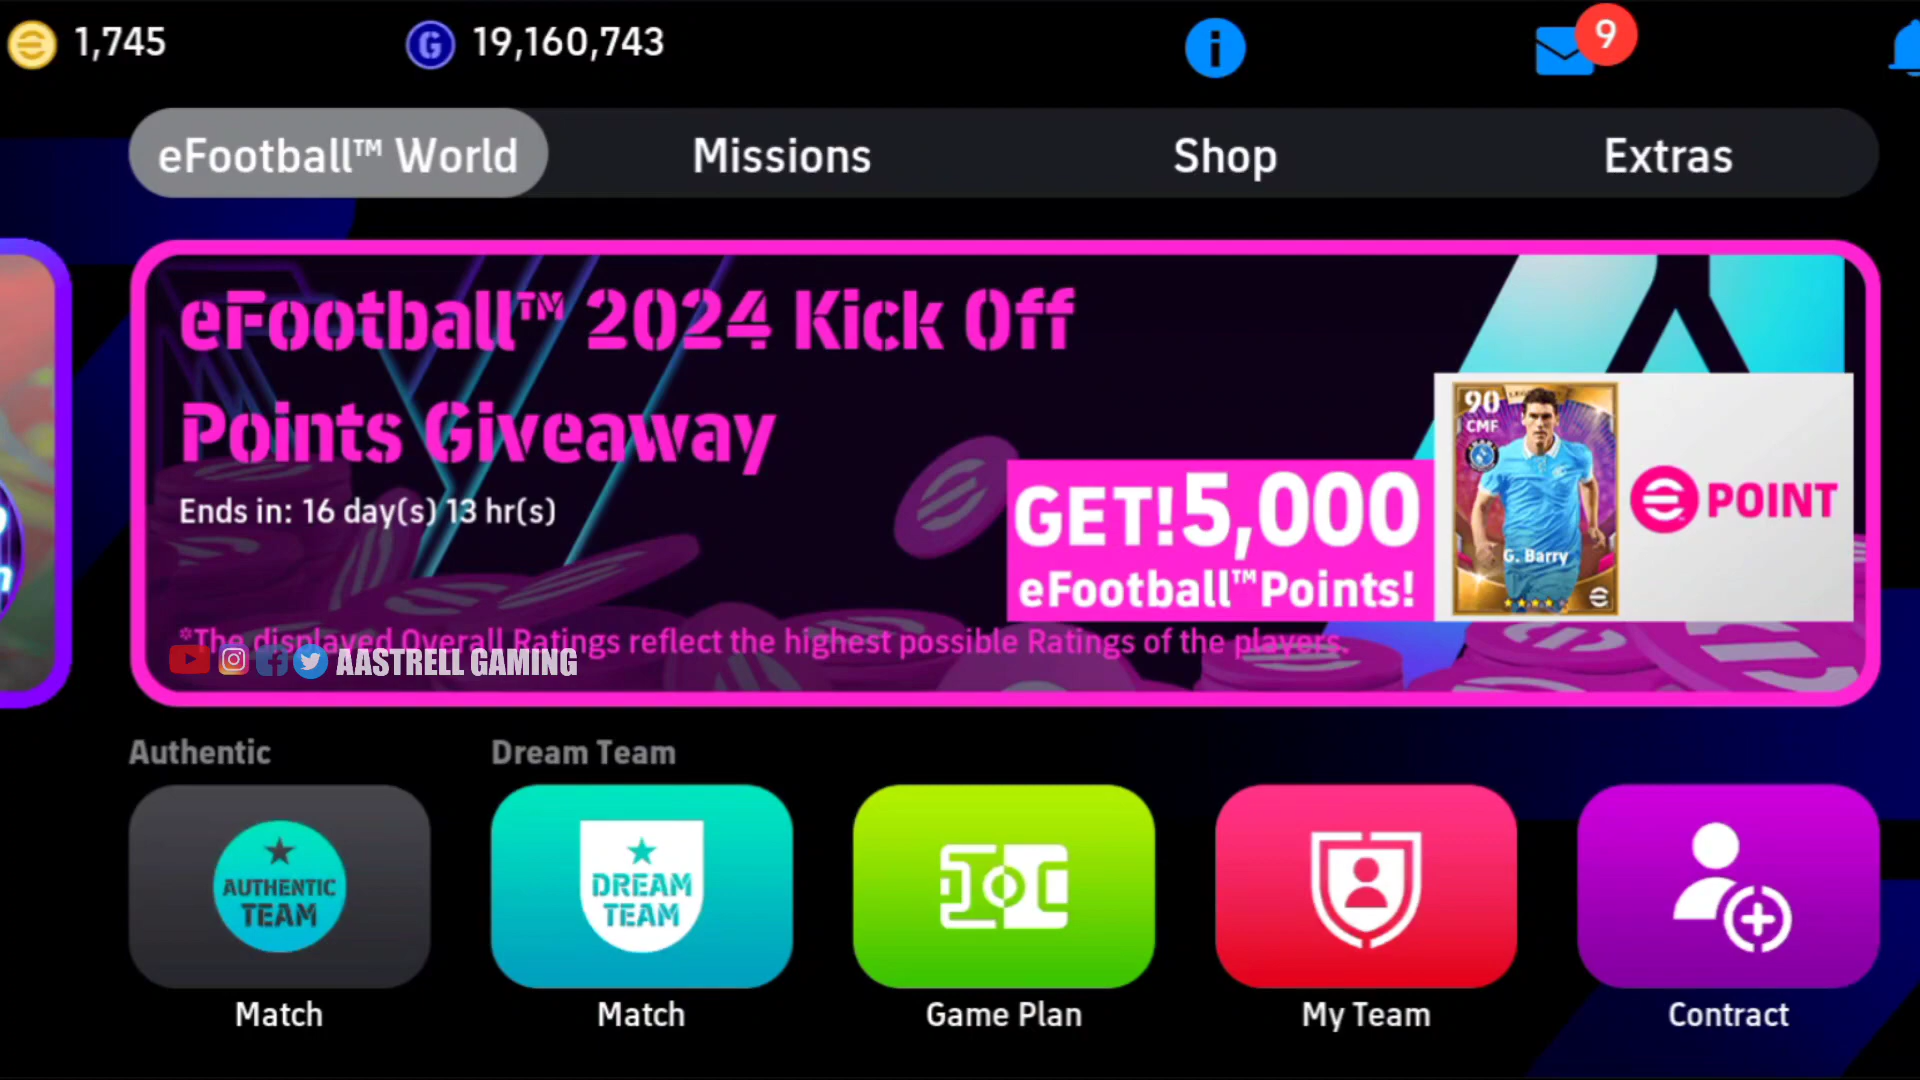 1,745
G 19,160,743
9
eFootball™ World
Missions
Shop
Extras
eFootball™ 2024 Kick Off
Points Giveaway
Ends in: 16 day(s) 13 hr(s)
GET!5,000
eFootball™Points!
90
CMF
G. Barry
POINT
*The displayed Overall Ratings reflect the highest possible Ratings of the players.
AASTRELL GAMING
Authentic
Dream Team
AUTHENTIC
TEAM
DREAM
TEAM
Match
Match
Game Plan
My Team
Contract